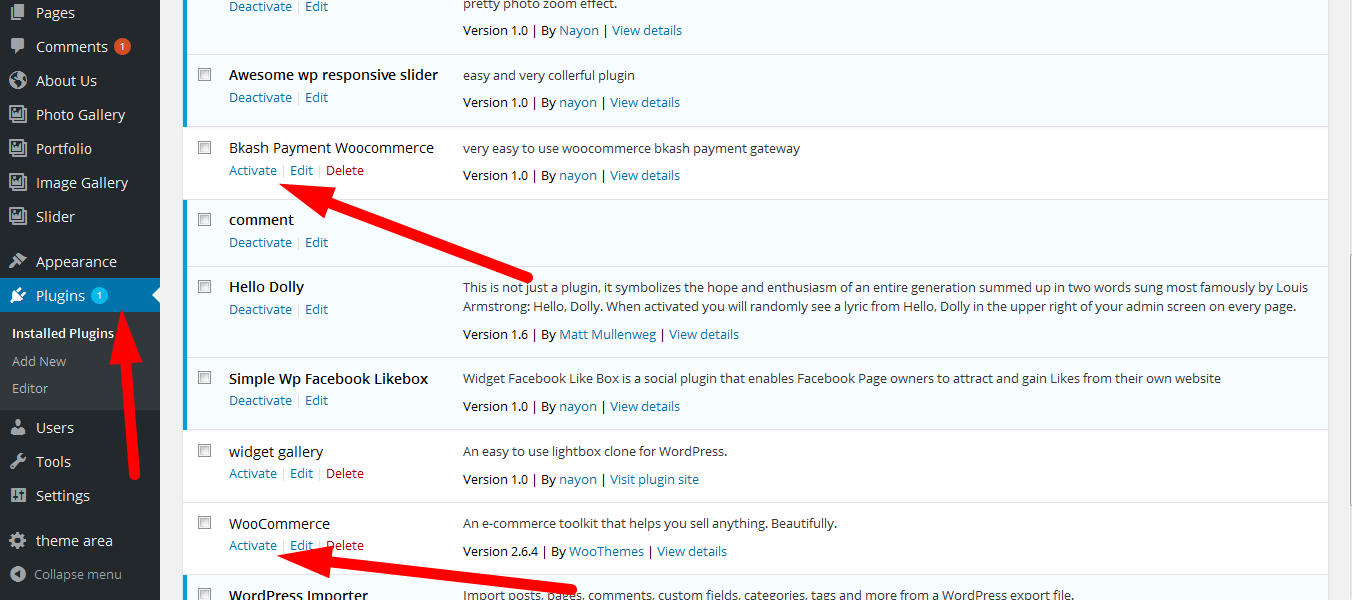 Pages
Comments 1
About Us
Photo Gallery
Portfolio
Image Gallery
Slider
Appearance
Plugins 1
Installed Plugins
Add New
Editor
Users
Tools
Settings
theme area
Collapse menu
Deactivate | Edit
pretty photo zoom effect.
Version 1.0 | By Nayon | View details
Awesome wp responsive slider
Deactivate | Edit
easy and very collerful plugin
Version 1.0 | By nayon | View details
Bkash Payment Woocommerce
Activate | Edit | Delete
very easy to use woocommerce bkash payment gateway
Version 1.0 | By nayon | View details
comment
Deactivate | Edit
Hello Dolly
Deactivate | Edit
This is not just a plugin, it symbolizes the hope and enthusiasm of an entire generation summed up in two words sung most famously by Louis
Armstrong: Hello, Dolly. When activated you will randomly see a lyric from Hello, Dolly in the upper right of your admin screen on every page.
Version 1.6 | By Matt Mullenweg | View details
Simple Wp Facebook Likebox
Deactivate | Edit
Widget Facebook Like Box is a social plugin that enables Facebook Page owners to attract and gain Likes from their own website
Version 1.0 | By nayon | View details
widget gallery
Activate | Edit | Delete
An easy to use lightbox clone for WordPress.
Version 1.0 | By nayon | Visit plugin site
WooCommerce
Activate | Edit | Delete
An e-commerce toolkit that helps you sell anything. Beautifully.
Version 2.6.4 | By WooThemes | View details
WordPress Importer
Import posts, pages, comments, custom fields, categories, tags and more from a WordPress export file.